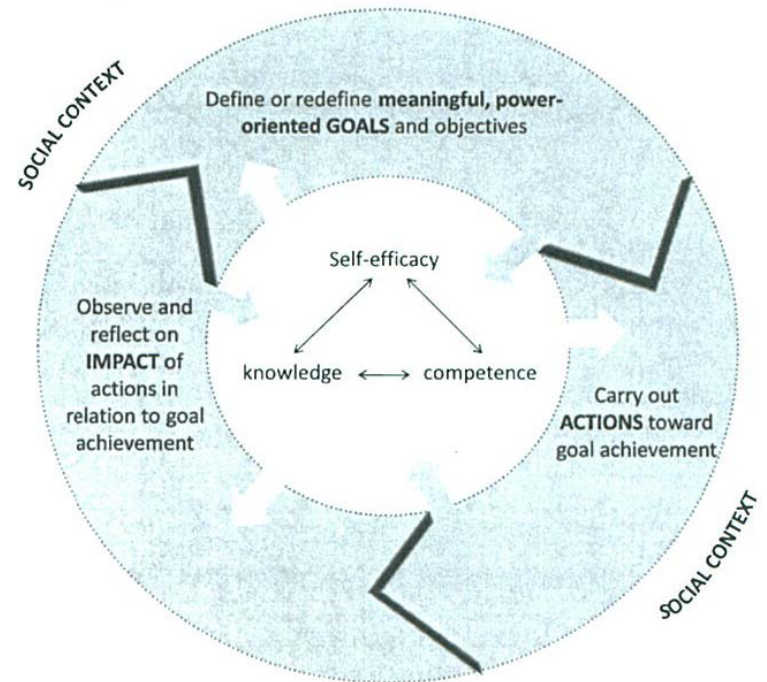 SOCIAL CONTEXT
Define or redefine meaningful, power-
oriented GOALS and objectives
Self-efficacy
knowledge
competence
Observe and
reflect on
IMPACT of
actions in
relation to goal
achievement
Carry out
ACTIONS toward
goal achievement
SOCIAL CONTEXT